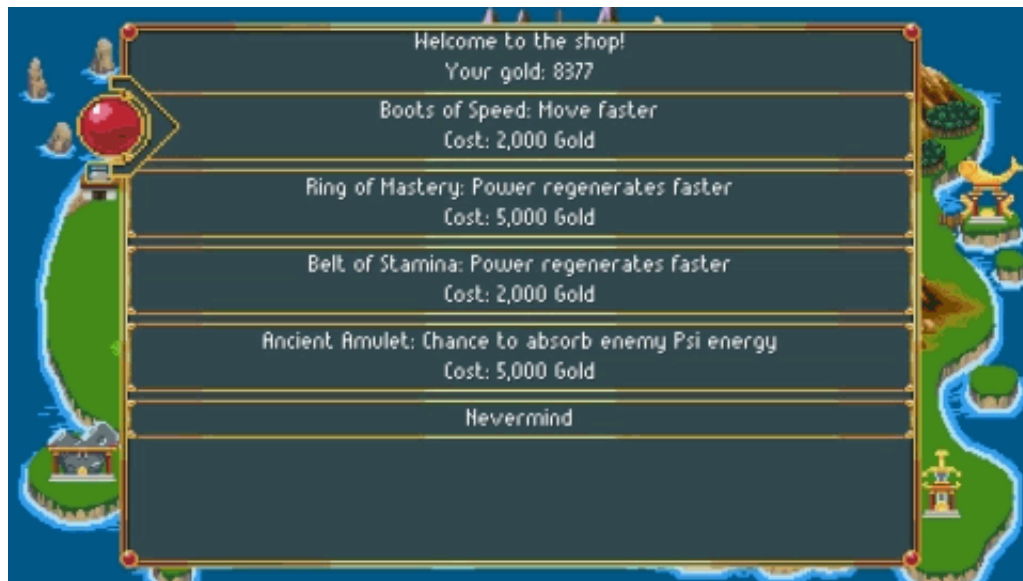 Welcome to the shop!
Your gold: 8377
Boots of Speed: Move faster
Cost: 2,000 Gold
Ring of Mastery: Power regenerates faster
Cost: 5,000 Gold
Belt of Stamina: Power regenerates faster
Cost: 2,000 Gold
Ancient Amulet: Chance to absorb enemy Psi energy
Cost: 5,000 Gold
Nevermind